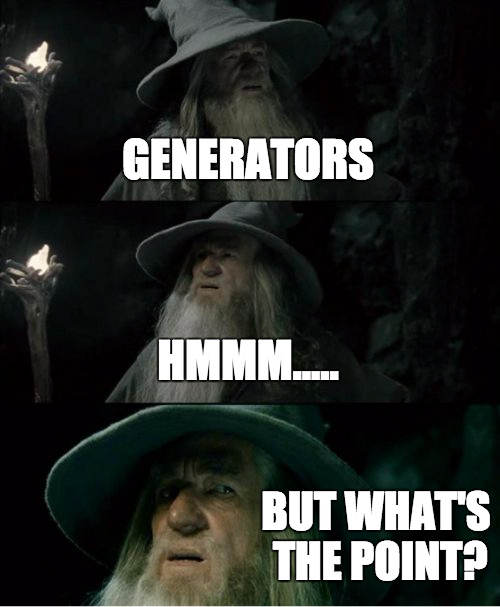 GENERATORS
HMMM.....
BUT WHAT'S
THE POINT?